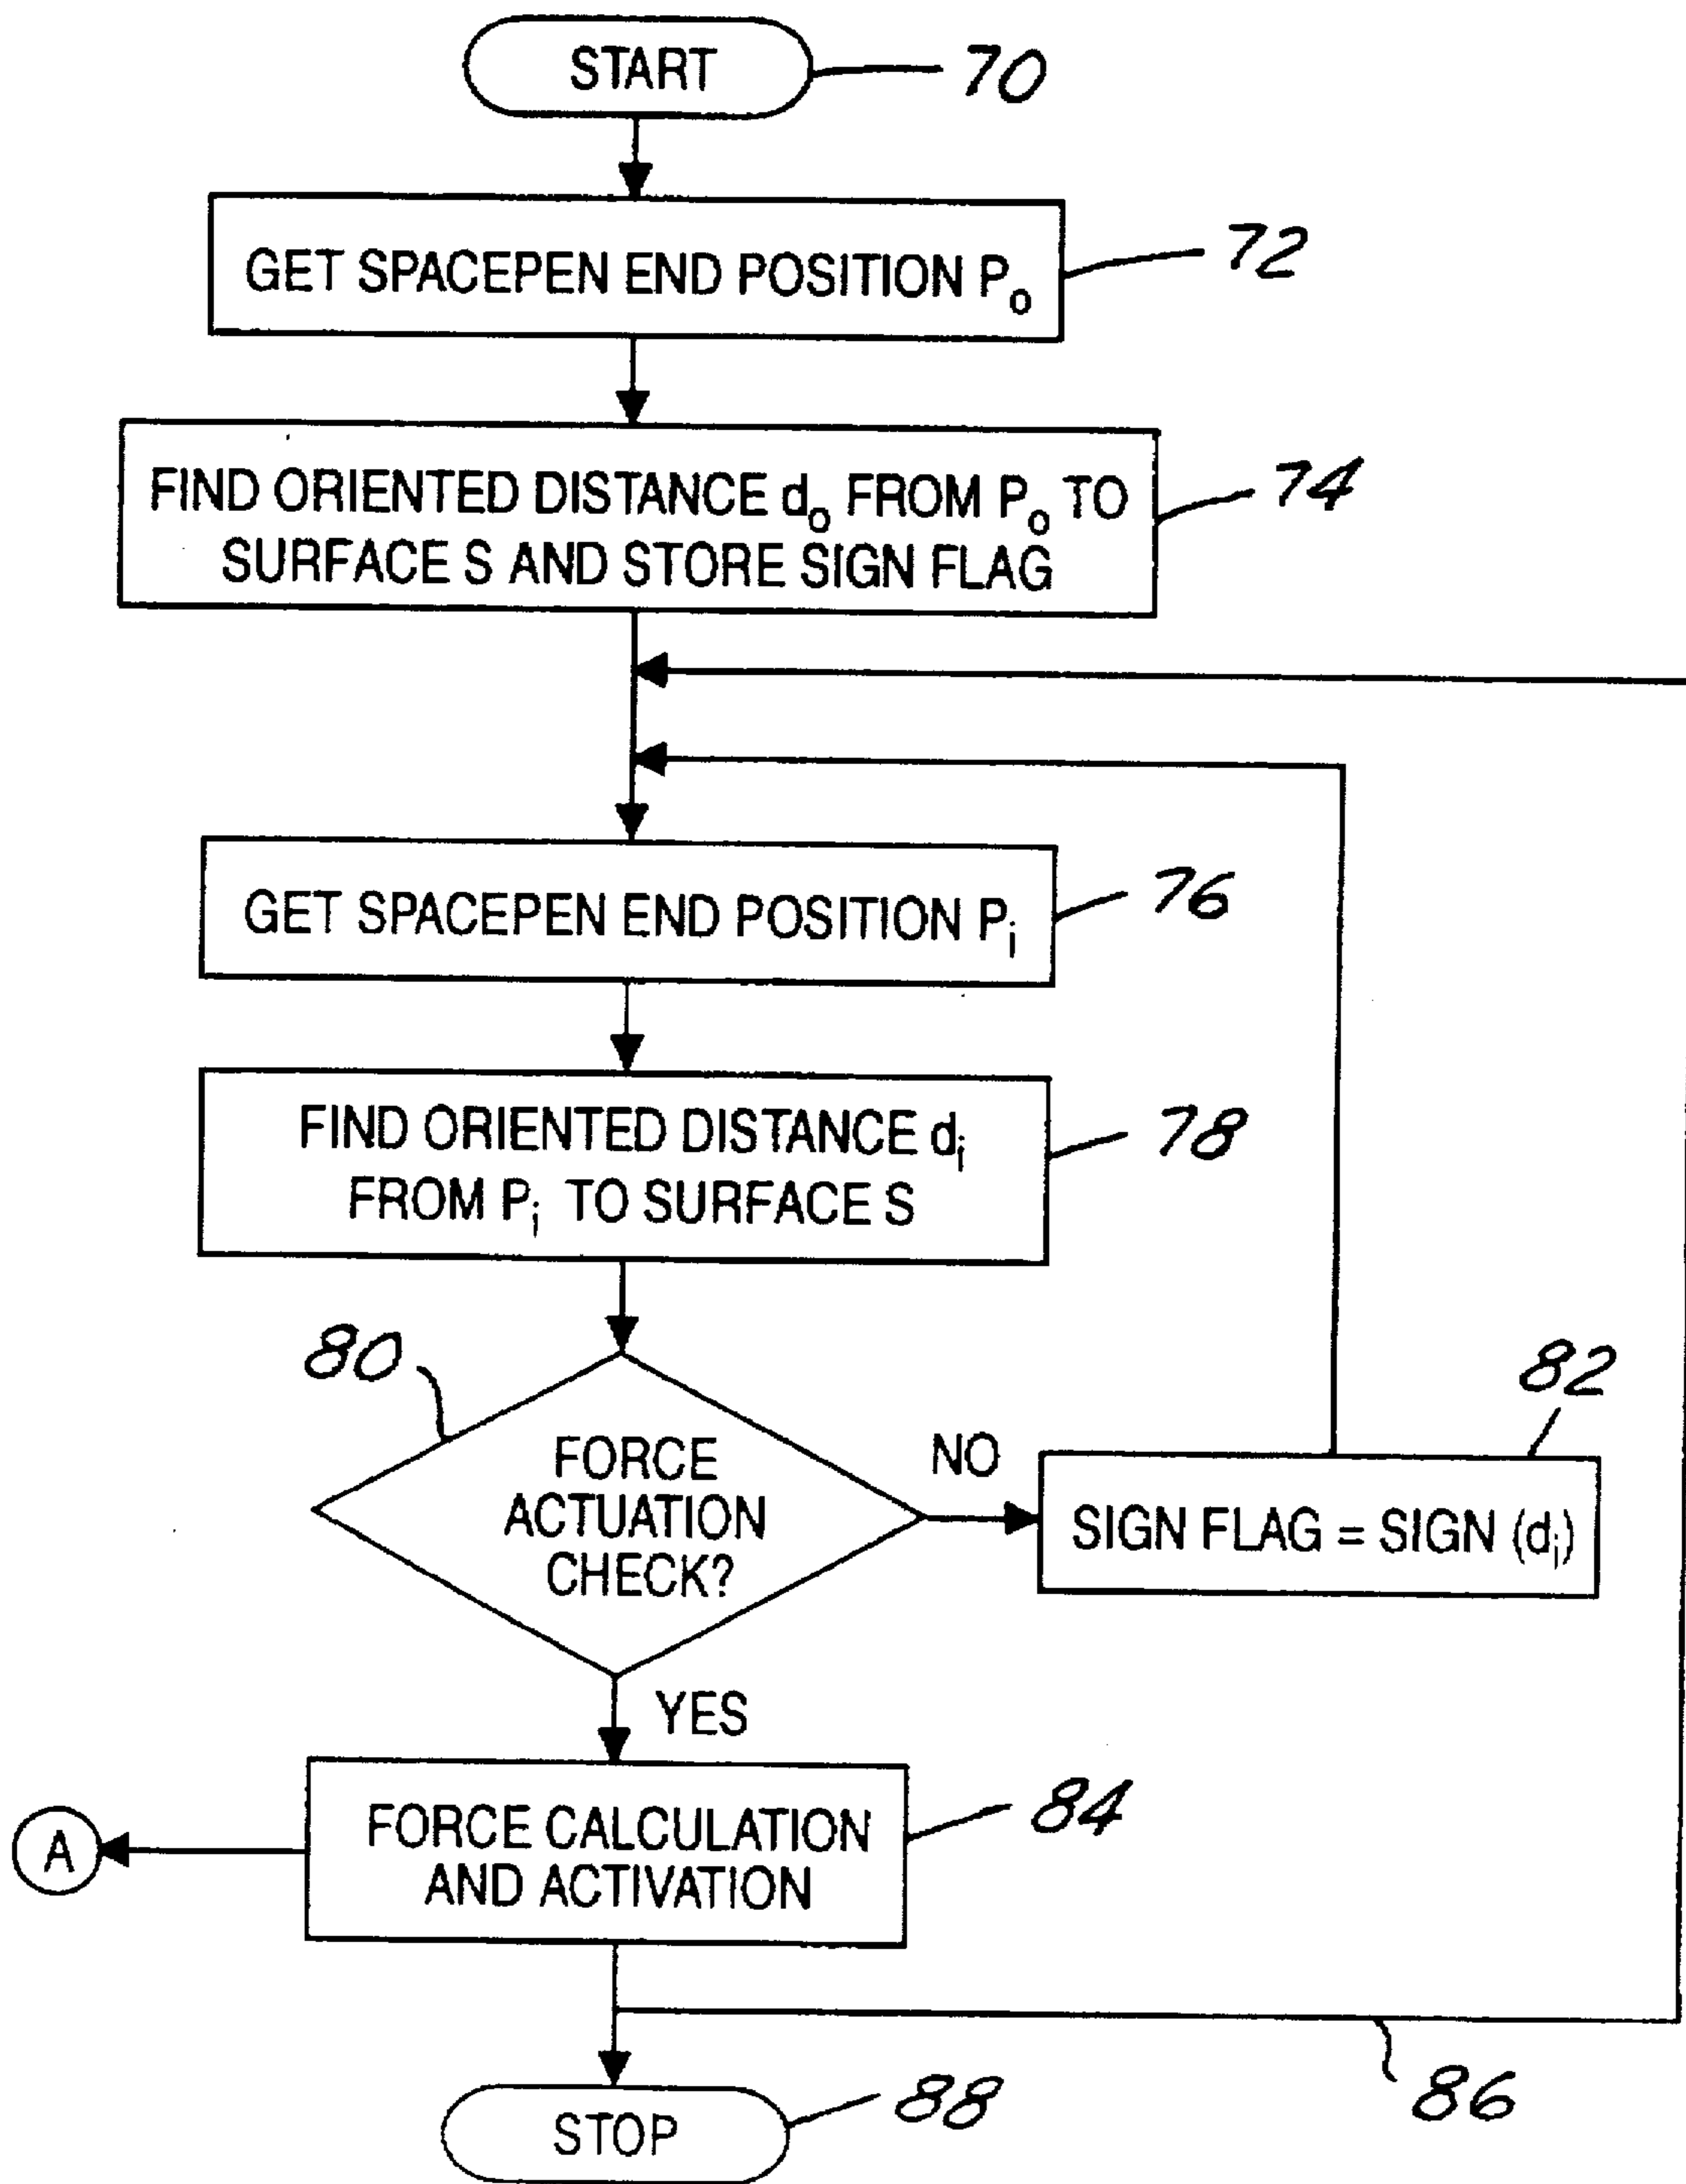 START
70
GET SPACEPEN END POSITION Po
72
FIND ORIENTED DISTANCE do FROM Po TO
SURFACE S AND STORE SIGN FLAG
74
GET SPACEPEN END POSITION Pi
76
FIND ORIENTED DISTANCE di
FROM Pi TO SURFACE S
78
80
FORCE
ACTUATION
CHECK?
NO
82
SIGN FLAG = SIGN (di)
YES
FORCE CALCULATION
AND ACTIVATION
84
A
86
STOP
88